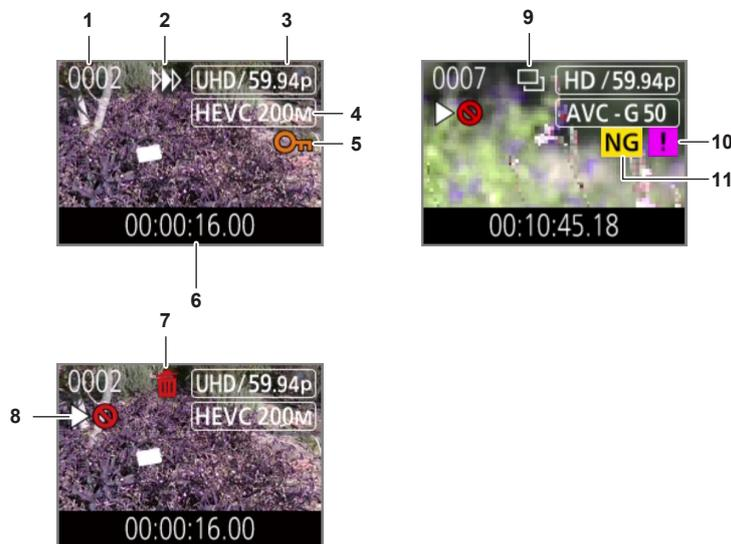 1 2 3
0002 UHD/59.94p
HEVC 200M 4
5
00:00:16.00
6
9
0007 HD/59.94p
AVC-G 50
NG ! 10
11
00:10:45.18
7
0002 UHD/59.94p
8 HEVC 200M
00:00:16.00